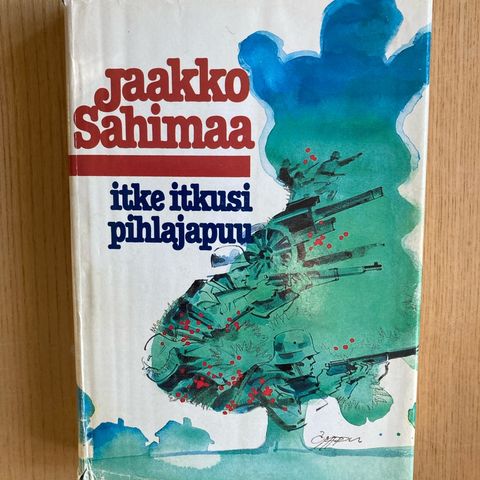 Jaakko
Sahimaa
itke itkusi
pihlajapuu